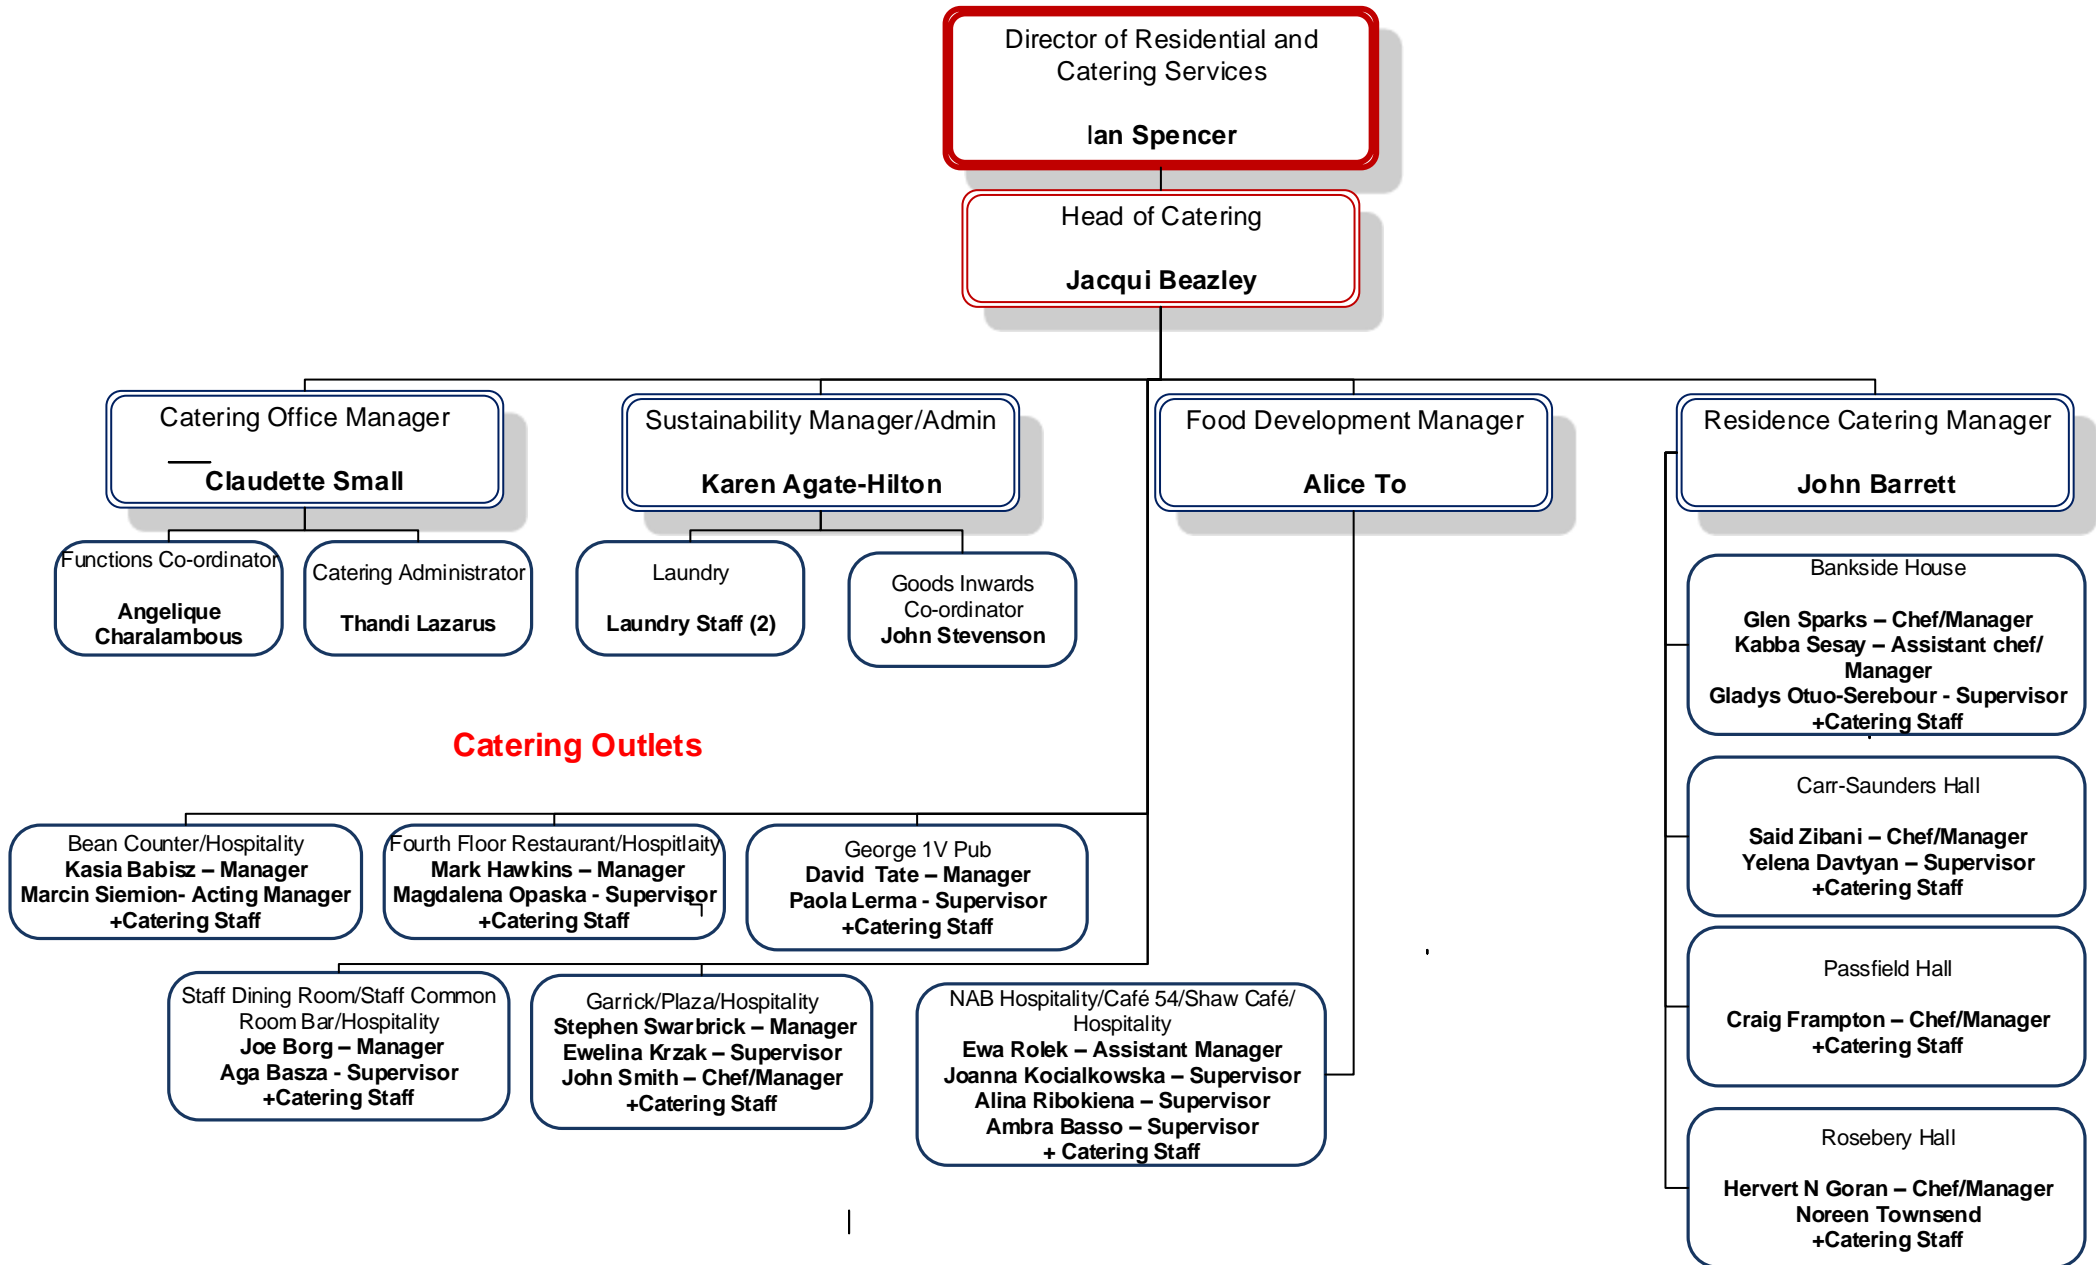 Director of Residential and
Catering Services
Ian Spencer
Head of Catering
Jacqui Beazley
Catering Office Manager
Claudette Small
Sustainability Manager/Admin
Karen Agate-Hilton
Food Development Manager
Alice To
Residence Catering Manager
John Barrett
Functions Co-ordinator
Angelique
Charalambous
Catering Administrator
Thandi Lazarus
Laundry
Laundry Staff (2)
Goods Inwards
Co-ordinator
John Stevenson
Bankside House
Glen Sparks – Chef/Manager
Kabba Sesay – Assistant chef/
Manager
Gladys Otuo-Serebour - Supervisor
+Catering Staff
Carr-Saunders Hall
Said Zibani – Chef/Manager
Yelena Davtyan – Supervisor
+Catering Staff
Passfield Hall
Craig Frampton – Chef/Manager
+Catering Staff
Rosebery Hall
Hervert N Goran – Chef/Manager
Noreen Townsend
+Catering Staff
Catering Outlets
Bean Counter/Hospitality
Kasia Babisz – Manager
Marcin Siemion- Acting Manager
+Catering Staff
Fourth Floor Restaurant/Hospitlaity
Mark Hawkins – Manager
Magdalena Opaska - Supervisor
+Catering Staff
George 1V Pub
David  Tate – Manager
Paola Lerma - Supervisor
+Catering Staff
Staff Dining Room/Staff Common
Room Bar/Hospitality
Joe Borg – Manager
Aga Basza - Supervisor
+Catering Staff
Garrick/Plaza/Hospitality
Stephen Swarbrick – Manager
Ewelina Krzak – Supervisor
John Smith – Chef/Manager
+Catering Staff
NAB Hospitality/Café 54/Shaw Café/
Hospitality
Ewa Rolek – Assistant Manager
Joanna Kocialkowska – Supervisor
Alina Ribokiena – Supervisor
Ambra Basso – Supervisor
+ Catering Staff